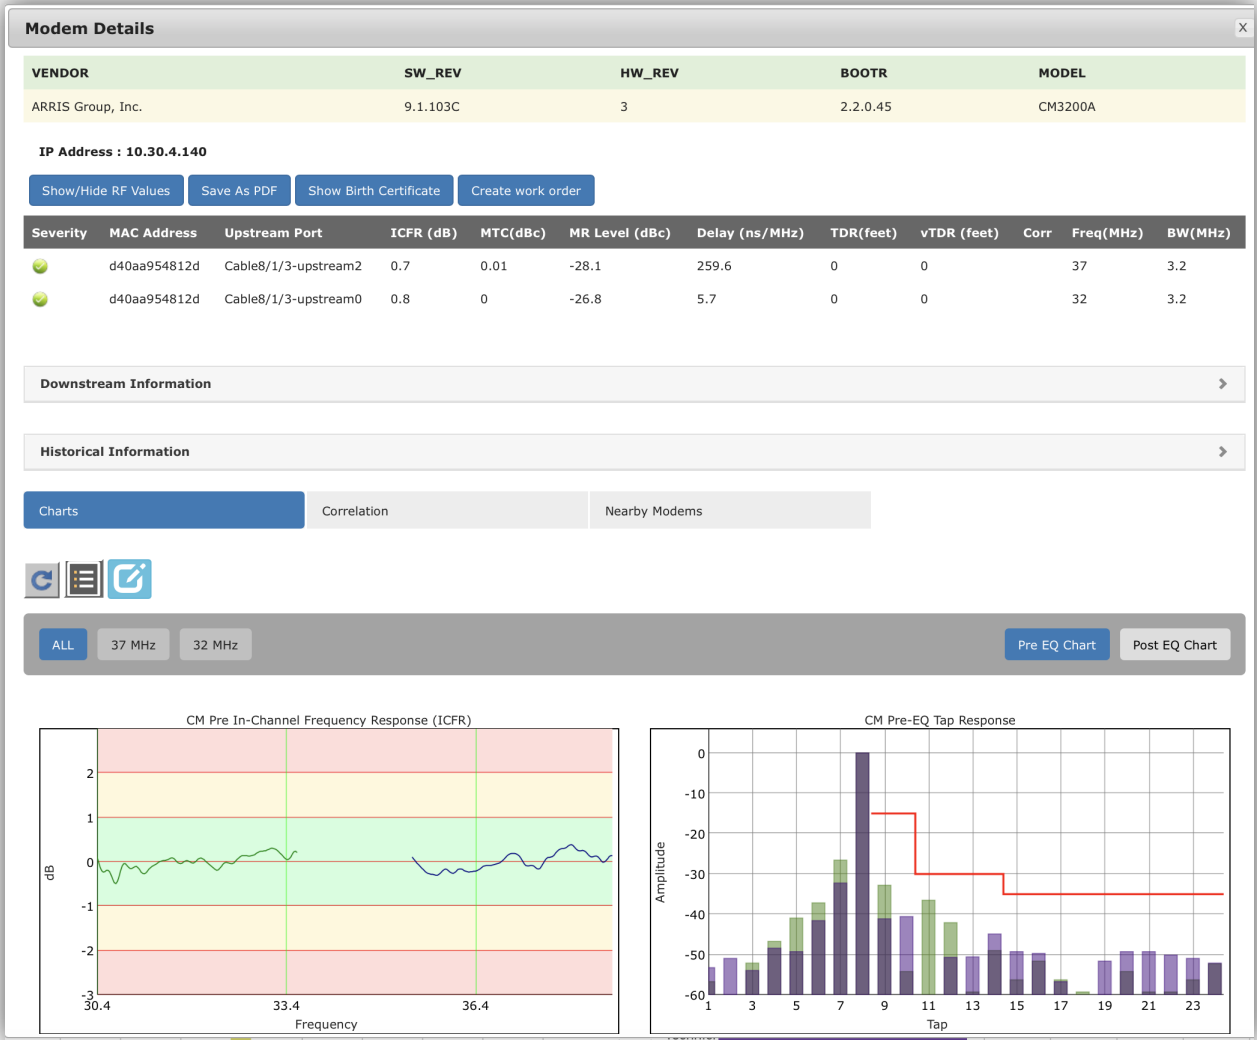 Modem Details
X
VENDOR SW_REV HW_REV BOOTR MODEL
ARRIS Group, Inc. 9.1.103C 3 2.2.0.45 CM3200A
IP Address : 10.30.4.140
Show/Hide RF Values Save As PDF Show Birth Certificate Create work order
Severity MAC Address Upstream Port ICFR (dB) MTC(dBc) MR Level (dBc) Delay (ns/MHz) TDR(feet) vTDR (feet) Corr Freq(MHz) BW(MHz)
d40aa954812d Cable8/1/3-upstream2 0.7 0.01 -28.1 259.6 0 0 37 3.2
d40aa954812d Cable8/1/3-upstream0 0.8 0 -26.8 5.7 0 0 32 3.2
Downstream Information
Historical Information
Charts Correlation Nearby Modems
ALL 37 MHz 32 MHz Pre EQ Chart Post EQ Chart
CM Pre In-Channel Frequency Response (ICFR)
2
1
0
-1
-2
-3
dB
30.4 33.4 36.4
Frequency
CM Pre-EQ Tap Response
0
-10
-20
-30
-40
-50
-60
Amplitude
1 3 5 7 9 11 13 15 17 19 21 23
Tap